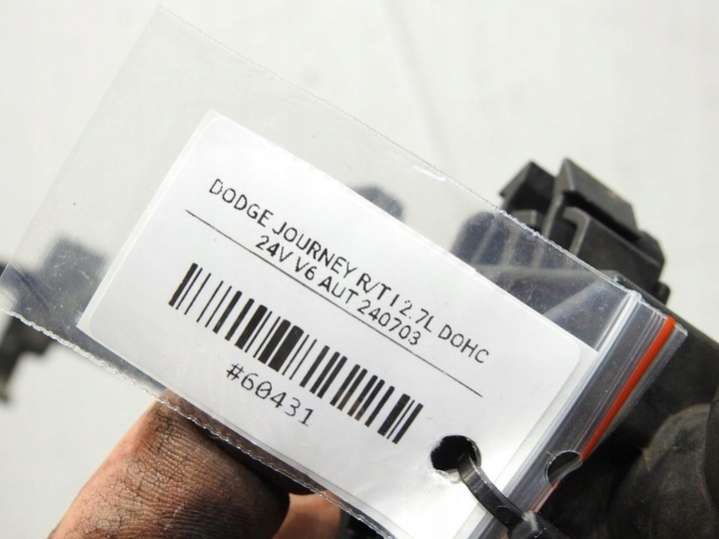 DODGE JOURNEY R/T I 2.7L DOHC
24V V6 AUT 240703
#60431